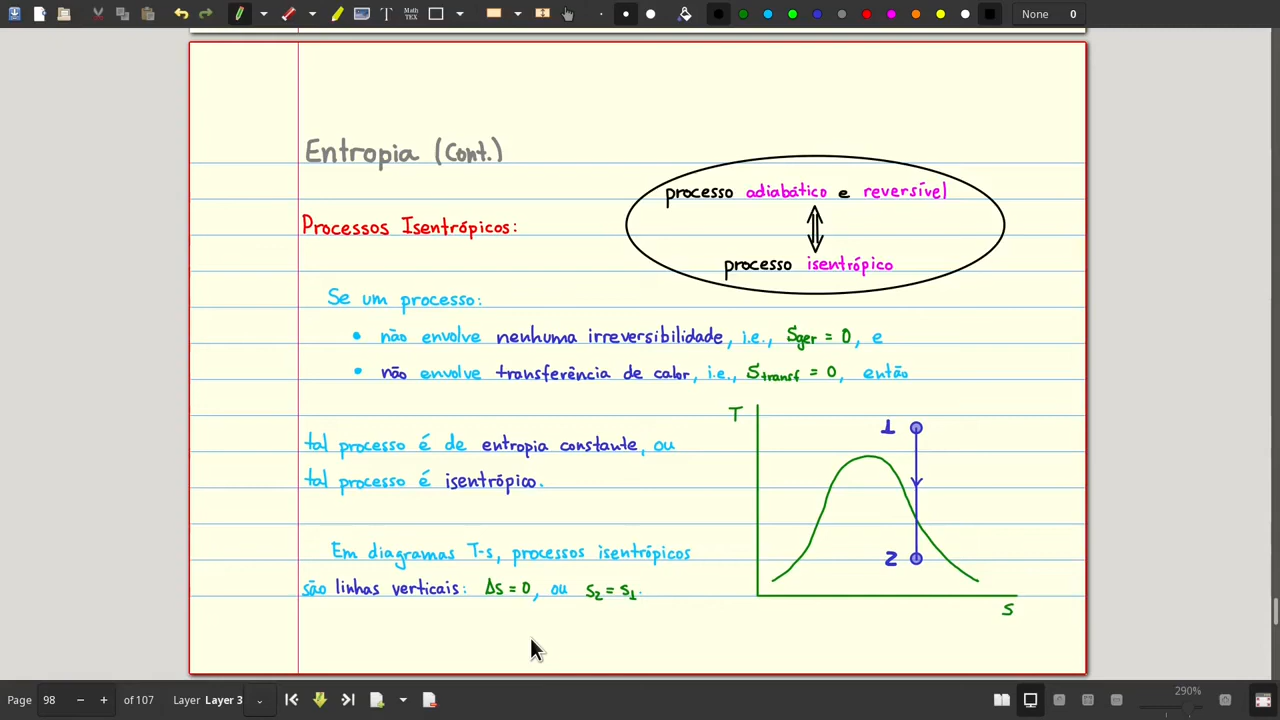 T
MATH
TEX
None 0
Entropia (Cont.)
processo adiabático e reversível
Processos Isentrópicos:
processo isentrópico
Se um processo:
• não envolve nenhuma irreversibilidade, i.e., Sger = 0, e
• não envolve transferência de calor, i.e., Stransf = 0, então
T
1
tal processo é de entropia constante, ou
tal processo é isentrópico.
Em diagramas T-s, processos isentrópicos
2
são linhas verticais: Δs = 0, ou s2 = s1.
s
Page 98 − + of 107 Layer Layer 3
290%